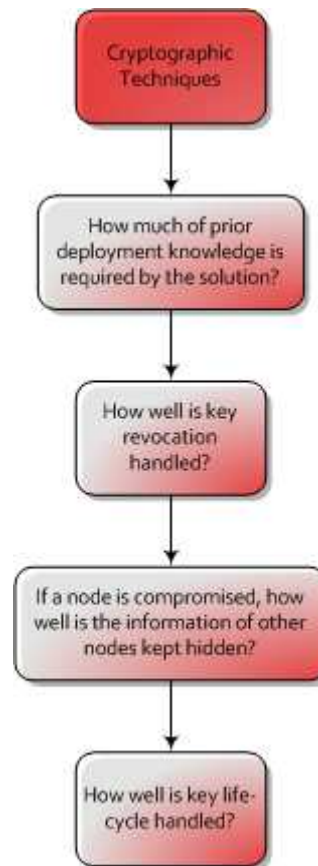 Cryptographic
Techniques
How much of prior
deployment knowledge is
required by the solution?
How well is key
revocation
handled?
If a node is compromised, how
well is the information of other
nodes kept hidden?
How well is key life-
cycle handled?